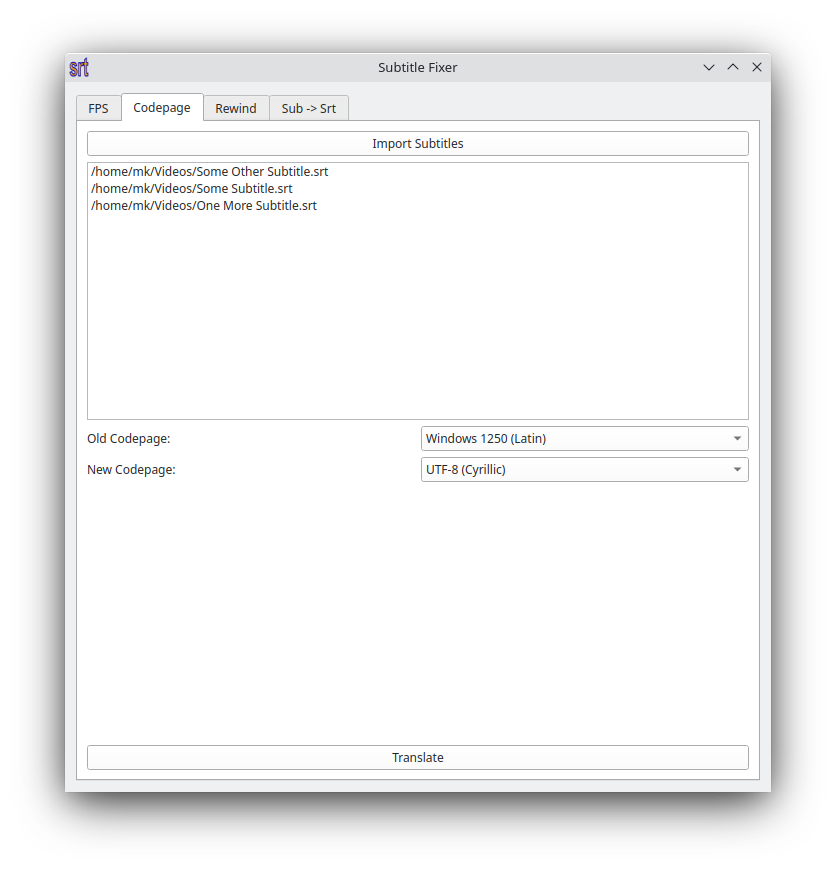 srt
Subtitle Fixer
FPS
Codepage
Rewind
Sub -> Srt
Import Subtitles
/home/mk/Videos/Some Other Subtitle.srt
/home/mk/Videos/Some Subtitle.srt
/home/mk/Videos/One More Subtitle.srt
Old Codepage:
Windows 1250 (Latin)
New Codepage:
UTF-8 (Cyrillic)
Translate